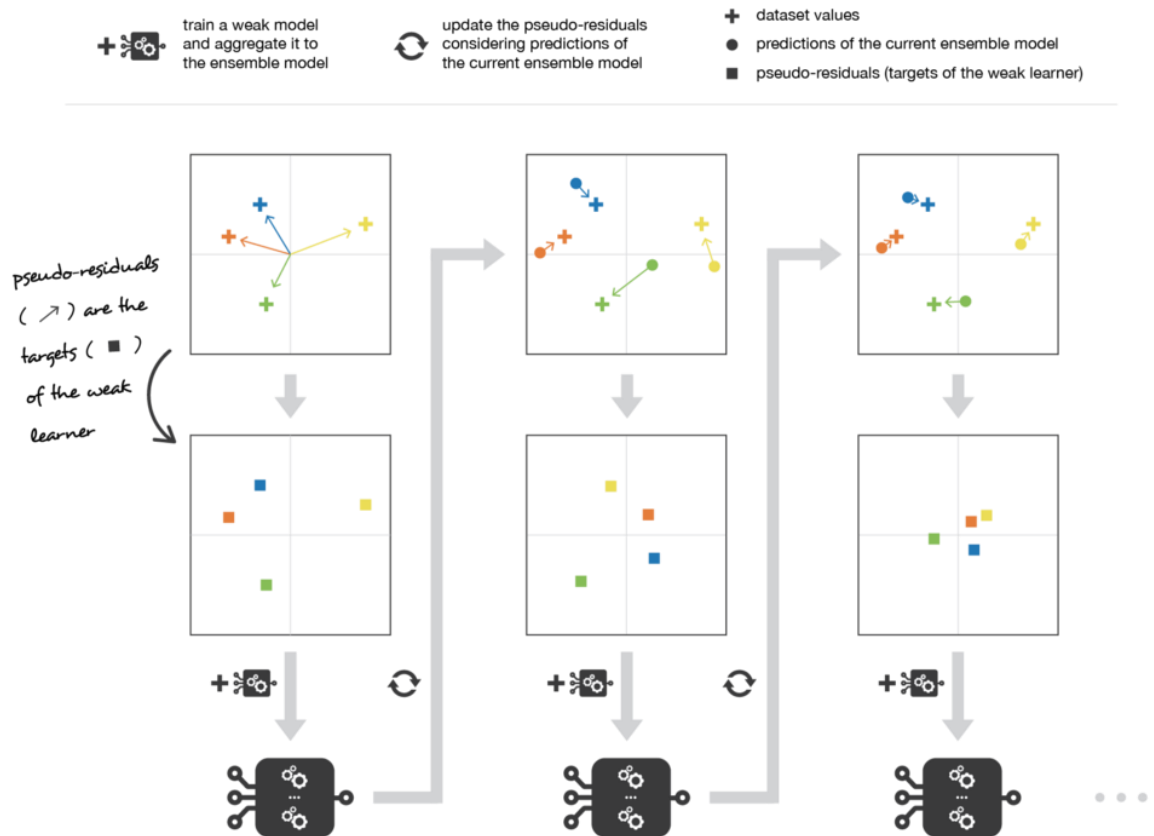 train a weak model
and aggregate it to
the ensemble model
update the pseudo-residuals
considering predictions of
the current ensemble model
dataset values
predictions of the current ensemble model
pseudo-residuals (targets of the weak learner)
pseudo-residuals
( ↗ ) are the
targets ( ■ )
of the weak
learner
...
...
...